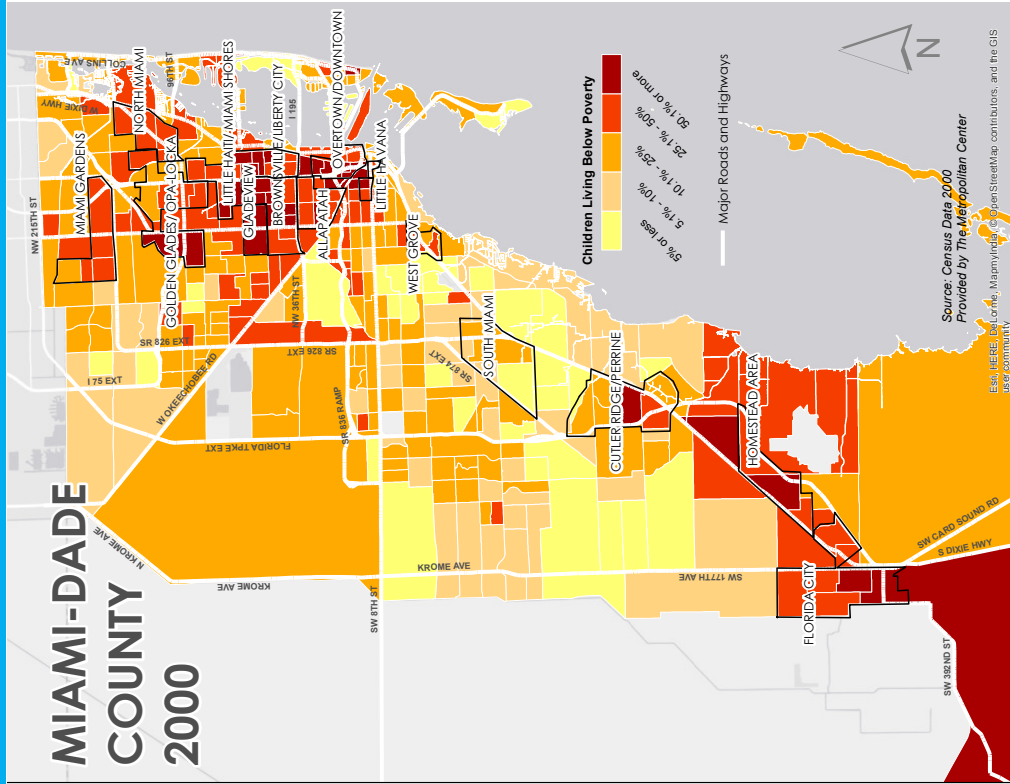 MIAMI-DADE
COUNTY
2000
NW 215TH ST
COLLINS AVE
W DIXIE HWY
96TH ST
I 195
MIAMI GARDENS
NORTH MIAMI
GOLDEN GLADES/OPA-LOCKA
LITTLE HAITI/MIAMI SHORES
GLADEVIEW
BROWNSVILLE/LIBERTY CITY
ALLAPATAH
OVERTOWN/DOWNTOWN
LITTLE HAVANA
WEST GROVE
SOUTH MIAMI
CUTLER RIDGE/PERRINE
HOMESTEAD AREA
FLORIDA CITY
NW 36TH ST
SR 826 EXT
SR 826 EXT
SR 874 EXT
I 75 EXT
W OKEECHOBEE RD
FLORIDA TPKE EXT
SR 836 RAMP
N KROME AVE
KROME AVE
KROME AVE
SW 8TH ST
SW 177TH AVE
SW 392ND ST
SW CARD SOUND RD
S DIXIE HWY
Children Living Below Poverty
5% or less
5.1% - 10%
10.1% - 25%
25.1% -50%
50.1% or more
Major Roads and Highways
N
Source: Census Data 2000
Provided by The Metropolitan Center
Esri, HERE, DeLorme, MapmyIndia, © OpenStreetMap contributors, and the GIS
user community